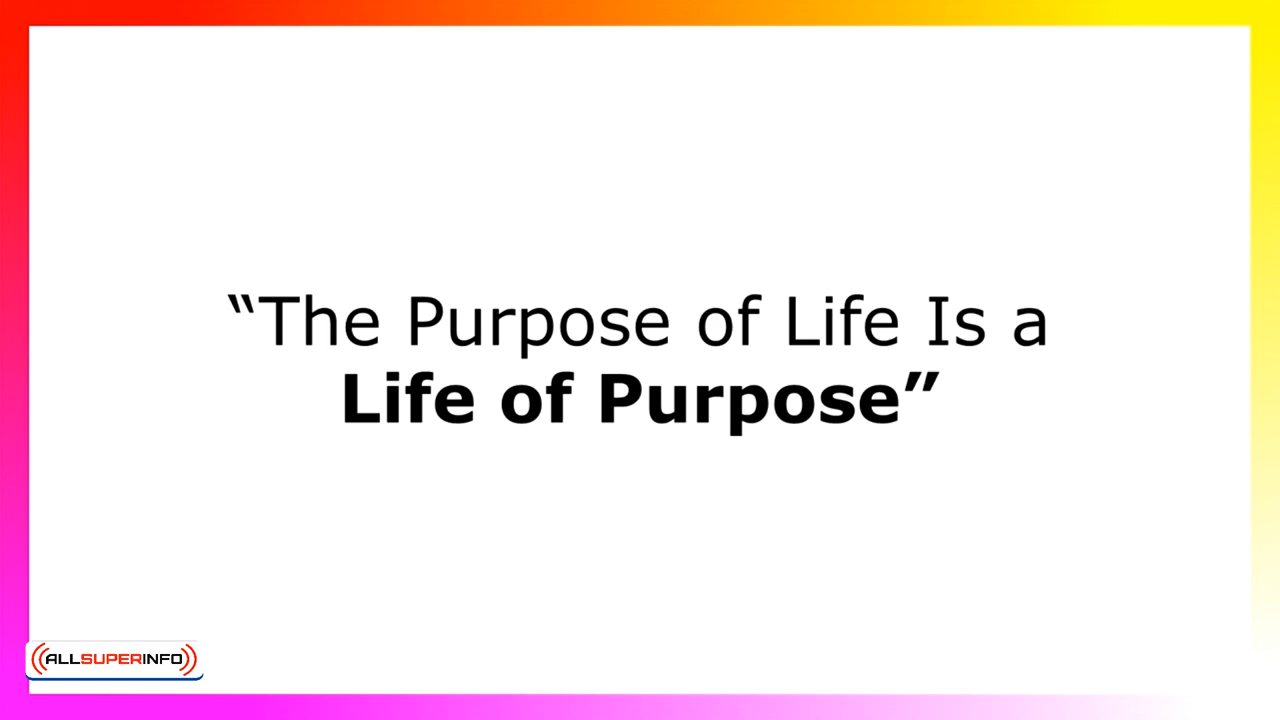 “The Purpose of Life Is a
Life of Purpose”
ALLSUPERINFO